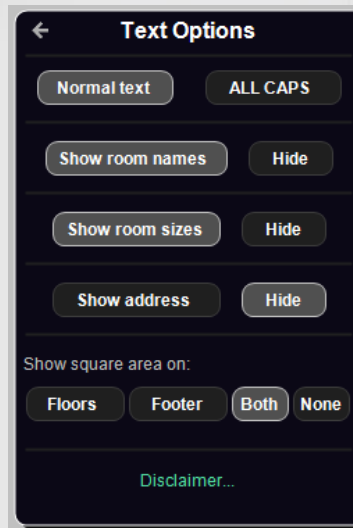 Text Options
Normal text ALL CAPS
Show room names Hide
Show room sizes Hide
Show address Hide
Show square area on:
Floors Footer Both None
Disclaimer...